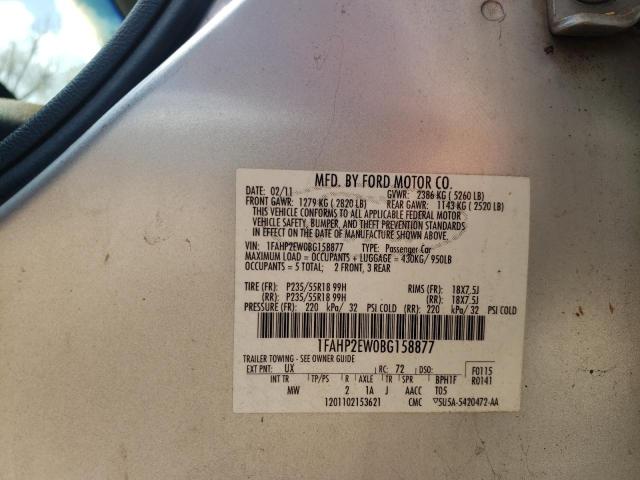 MFD. BY FORD MOTOR CO.
DATE: 02/11 GVWR: 2386 KG ( 5260 LB)
FRONT GAWR: 1279 KG ( 2820 LB) REAR GAWR: 1143 KG ( 2520 LB)
THIS VEHICLE CONFORMS TO ALL APPLICABLE FEDERAL MOTOR
VEHICLE SAFETY, BUMPER, AND THEFT PREVENTION STANDARDS
IN EFFECT ON THE DATE OF MANUFACTURE SHOWN ABOVE.
VIN: 1FAHP2EW0BG158877 TYPE: Passenger Car
MAXIMUM LOAD = OCCUPANTS + LUGGAGE = 430KG/ 950LB
OCCUPANTS = 5 TOTAL; 2 FRONT, 3 REAR
TIRE (FR): P235/55R18 99H RIMS (FR): 18X7.5J
(RR): P235/55R18 99H (RR): 18X7.5J
PRESSURE (FR): 220 kPa/ 32 PSI COLD (RR): 220 kPa/ 32 PSI COLD
1FAHP2EW0BG158877
TRAILER TOWING - SEE OWNER GUIDE
EXT PNT: UX RC: 72 DSO: F0115
INT TR TP/PS R AXLE TR SPR BPH1F R0141
MW 2 1A J AACC T05
1201102153621 CMC 5U5A-5420472-AA